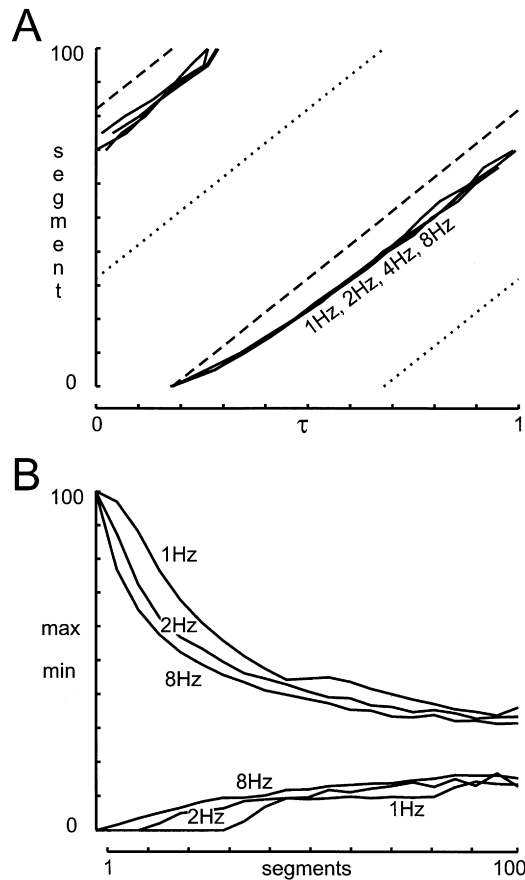 A
100
segment
1Hz, 2Hz, 4Hz, 8Hz
0
0
τ
1
B
100
1Hz
max
2Hz
min
8Hz
8Hz
2Hz
1Hz
0
1
segments
100